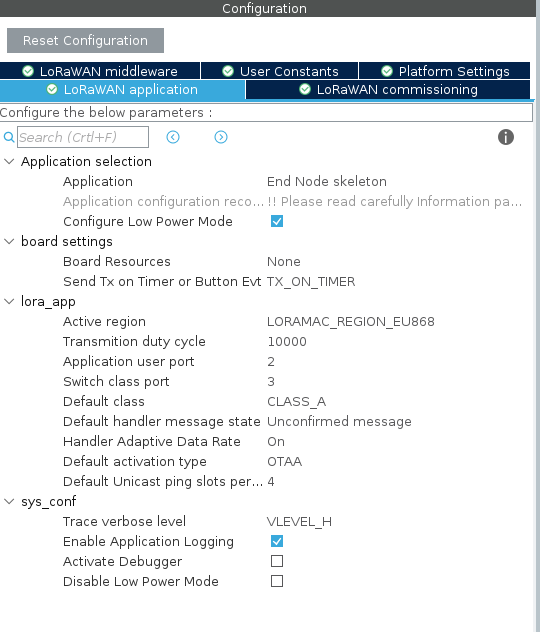 Configuration
Reset Configuration
LoRaWAN middleware User Constants Platform Settings
LoRaWAN application LoRaWAN commissioning
Configure the below parameters :
Search (Crtl+F)
Application selection
Application End Node skeleton
Application configuration reco... !! Please read carefully Information pa...
Configure Low Power Mode
board settings
Board Resources None
Send Tx on Timer or Button Evt TX_ON_TIMER
lora_app
Active region LORAMAC_REGION_EU868
Transmition duty cycle 10000
Application user port 2
Switch class port 3
Default class CLASS_A
Default handler message state Unconfirmed message
Handler Adaptive Data Rate On
Default activation type OTAA
Default Unicast ping slots per... 4
sys_conf
Trace verbose level VLEVEL_H
Enable Application Logging
Activate Debugger
Disable Low Power Mode